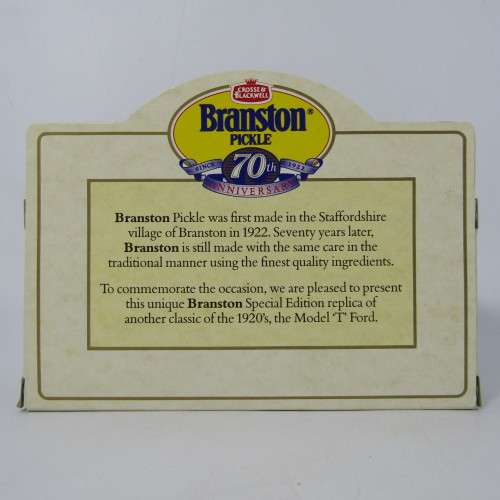 CROSSE &
BLACKWELL
Branston®
PICKLE
SINCE 70th 1922
ANNIVERSARY
Branston Pickle was first made in the Staffordshire
village of Branston in 1922. Seventy years later,
Branston is still made with the same care in the
traditional manner using the finest quality ingredients.
To commemorate the occasion, we are pleased to present
this unique Branston Special Edition replica of
another classic of the 1920's, the Model 'T' Ford.